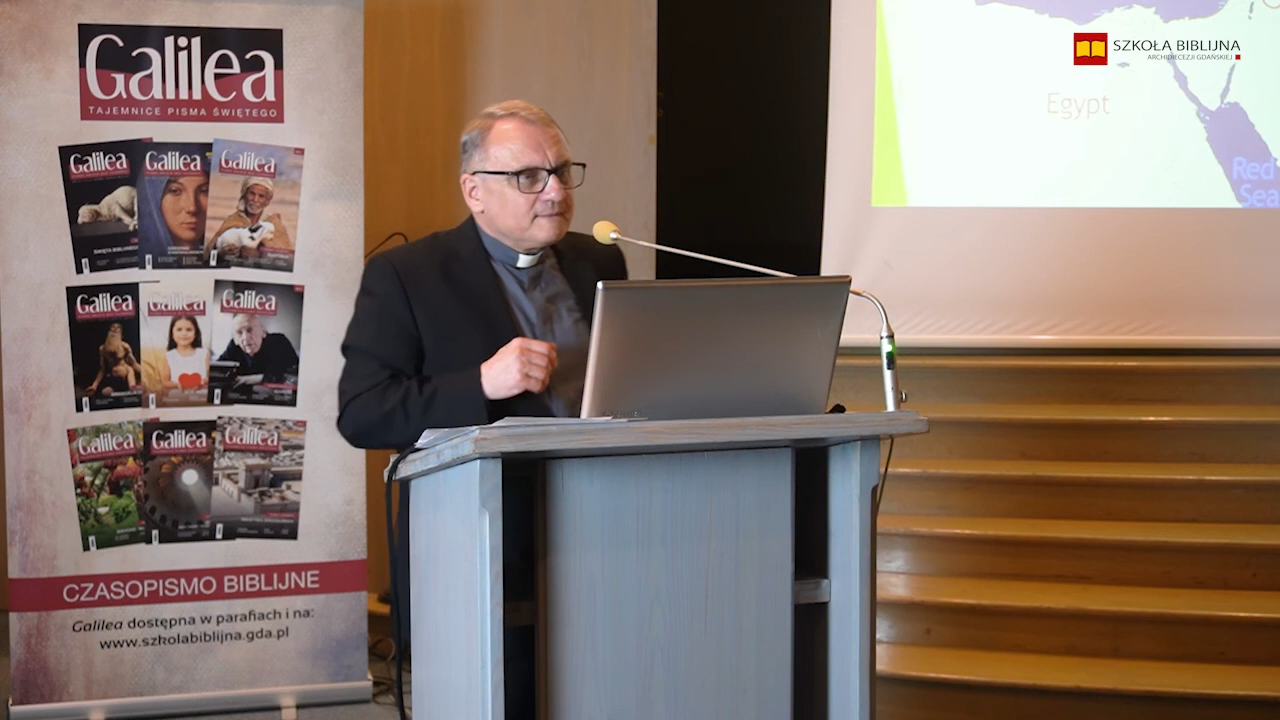 Galilea
TAJEMNICE PISMA ŚWIĘTEGO
Galilea
Galilea
Galilea
Galilea
Galilea
Galilea
Galilea
Galilea
Galilea
CZASOPISMO BIBLIJNE
Galilea dostępna w parafiach i na:
www.szkolabiblijna.gda.pl
SZKOŁA BIBLIJNA
ARCHIDIECEZJI GDAŃSKIEJ
Egypt
Red
Sea